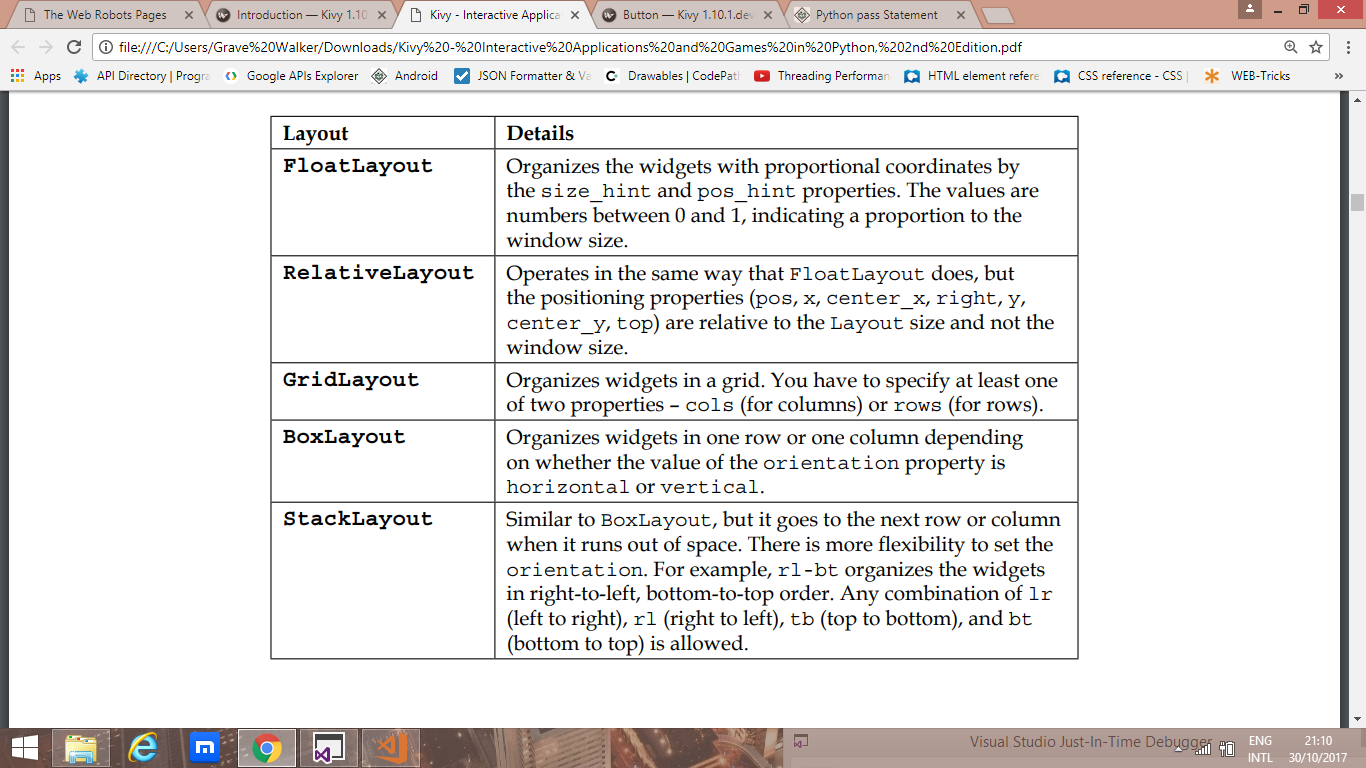 The Web Robots Pages
Introduction — Kivy 1.10
Kivy - Interactive Applica
Button — Kivy 1.10.1.dev
Python pass Statement
file:///C:/Users/Grave%20Walker/Downloads/Kivy%20-%20Interactive%20Applications%20and%20Games%20in%20Python,%202nd%20Edition.pdf
Apps
API Directory | Progra
Google APIs Explorer
Android
JSON Formatter & Va
Drawables | CodePat
Threading Performan
HTML element refere
CSS reference - CSS |
WEB-Tricks
»
Layout
Details
FloatLayout
Organizes the widgets with proportional coordinates by
the size_hint and pos_hint properties. The values are
numbers between 0 and 1, indicating a proportion to the
window size.
RelativeLayout
Operates in the same way that FloatLayout does, but
the positioning properties (pos, x, center_x, right, y,
center_y, top) are relative to the Layout size and not the
window size.
GridLayout
Organizes widgets in a grid. You have to specify at least one
of two properties – cols (for columns) or rows (for rows).
BoxLayout
Organizes widgets in one row or one column depending
on whether the value of the orientation property is
horizontal or vertical.
StackLayout
Similar to BoxLayout, but it goes to the next row or column
when it runs out of space. There is more flexibility to set the
orientation. For example, rl-bt organizes the widgets
in right-to-left, bottom-to-top order. Any combination of lr
(left to right), rl (right to left), tb (top to bottom), and bt
(bottom to top) is allowed.
Visual Studio Just-In-Time Debugger
ENG
INTL
21:10
30/10/2017